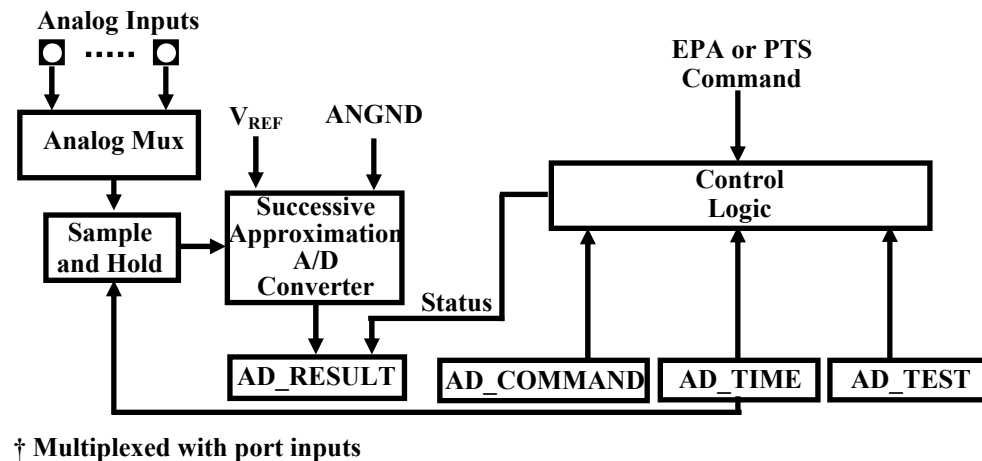 Analog Inputs
EPA or PTS
Command
V_REF
ANGND
Analog Mux
Control
Logic
Sample
and Hold
Successive
Approximation
A/D
Converter
Status
AD_RESULT
AD_COMMAND
AD_TIME
AD_TEST
† Multiplexed with port inputs